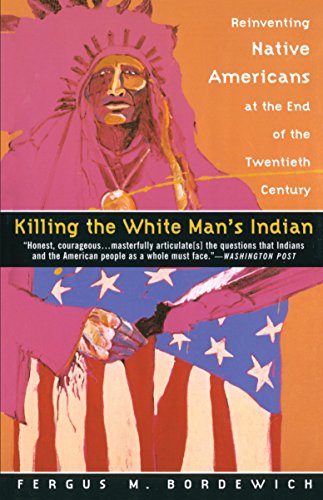 Reinventing
Native
Americans
at the End
of the
Twentieth
Century
Killing the White Man's Indian
"Honest, courageous...masterfully articulate[s] the questions that Indians
and the American people as a whole must face."—WASHINGTON POST
FERGUS M. BORDEWICH